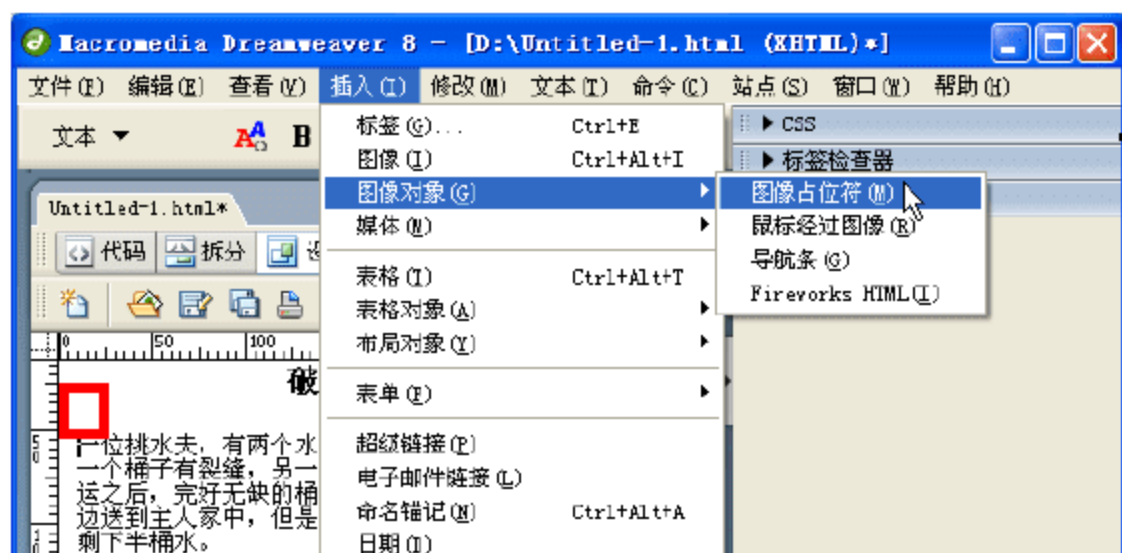 Macromedia Dreamweaver 8 - [D:\Untitled-1.html (XHTML)*]
文件(F) 编辑(E) 查看(V) 插入(I) 修改(M) 文本(T) 命令(C) 站点(S) 窗口(W) 帮助(H)
文本 A B
标签(G)... Ctrl+E
图像(I) Ctrl+Alt+I
图像对象(G)
媒体(M)
表格(T) Ctrl+Alt+T
表格对象(A)
布局对象(Y)
表单(F)
超级链接(P)
电子邮件链接(L)
命名锚记(N) Ctrl+Alt+A
日期(D)
CSS
标签检查器
图像占位符(M)
鼠标经过图像(R)
导航条(G)
Fireworks HTML(I)
Untitled-1.html*
代码 拆分
0 50 100
破
一位挑水夫，有两个水
一个桶子有裂缝，另一
运之后，完好无缺的桶
边送到主人家中，但是
剩下半桶水。